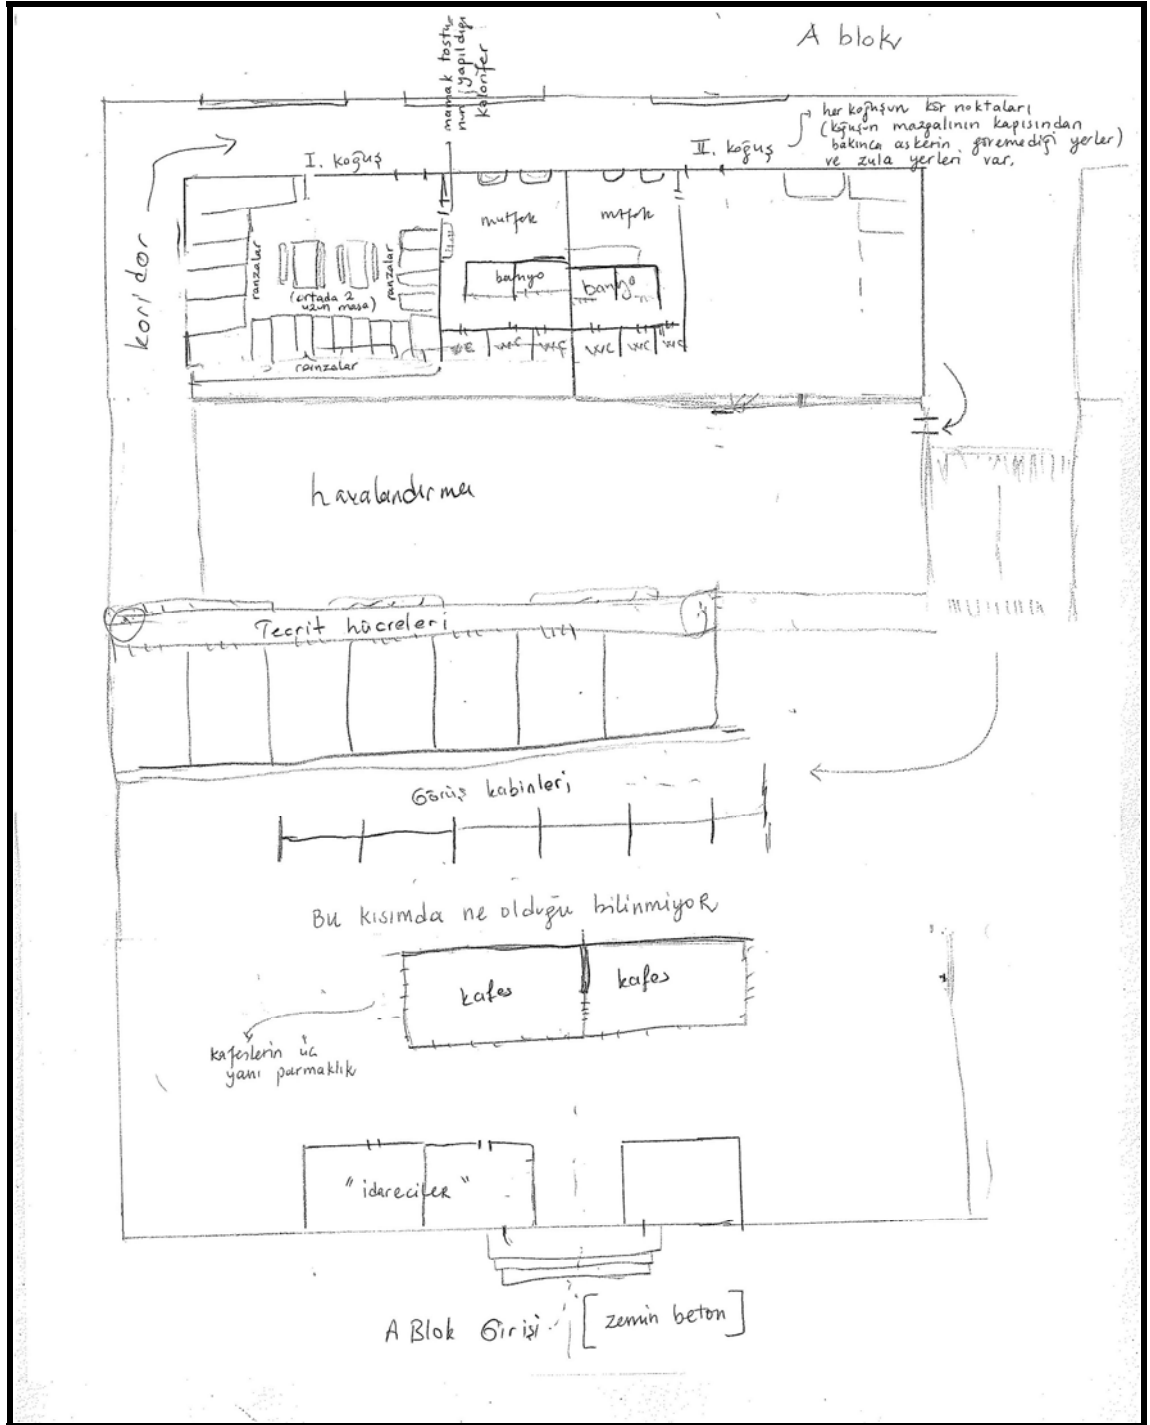 A blok
mamak tostu-
nun yapıldığı
kalorifer
her koğuşun kör noktaları
(koğuşun mazgalının kapısından
bakınca askerin göremediği yerler)
ve zula yerleri var.
I. koğuş
II. koğuş
koridor
mutfak
mutfak
ranzalar
ranzalar
(ortada 2
uzun masa)
banyo
banyo
wc
wc
wc
wc
wc
ranzalar
havalandırma
Tecrit hücreleri
Görüş kabinleri
Bu kısımda ne olduğu bilinmiyor
kafes
kafes
kafeslerin üç
yanı parmaklık
"idareciler"
A Blok Girişi
[zemin beton]